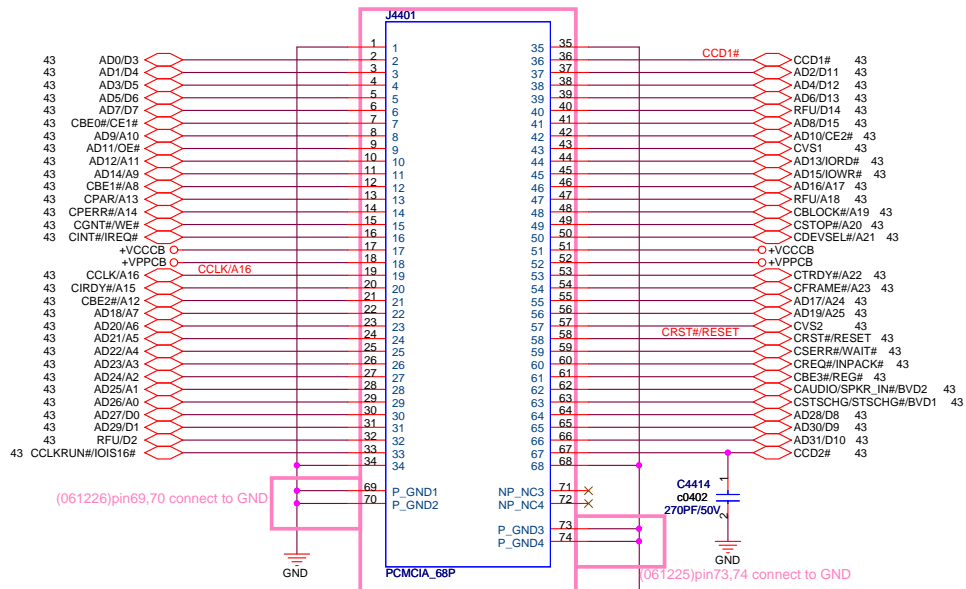 J4401
43 AD0/D3 2 2
1 1
43 AD1/D4 3 3
43 AD3/D5 4 4
43 AD5/D6 5 5
43 AD7/D7 6 6
43 CBE0#/CE1# 7 7
43 AD9/A10 8 8
43 AD11/OE# 9 9
43 AD12/A11 10 10
43 AD14/A9 11 11
43 CBE1#/A8 12 12
43 CPAR/A13 13 13
43 CPERR#/A14 14 14
43 CGNT#/WE# 15 15
43 CINT#/IREQ# 16 16
+VCCCB 17 17
+VPPCB 18 18
43 CCLK/A16 CCLK/A16 19 19
43 CIRDY#/A15 20 20
43 CBE2#/A12 21 21
43 AD18/A7 22 22
43 AD20/A6 23 23
43 AD21/A5 24 24
43 AD22/A4 25 25
43 AD23/A3 26 26
43 AD24/A2 27 27
43 AD25/A1 28 28
43 AD26/A0 29 29
43 AD27/D0 30 30
43 AD29/D1 31 31
43 RFU/D2 32 32
43 CCLKRUN#/IOIS16# 33 33
34 34
69 P_GND1
70 P_GND2
(061226)pin69,70 connect to GND
GND
PCMCIA_68P
35 35
36 36 CCD1# CCD1# 43
37 37 AD2/D11 43
38 38 AD4/D12 43
39 39 AD6/D13 43
40 40 RFU/D14 43
41 41 AD8/D15 43
42 42 AD10/CE2# 43
43 43 CVS1 43
44 44 AD13/IORD# 43
45 45 AD15/IOWR# 43
46 46 AD16/A17 43
47 47 RFU/A18 43
48 48 CBLOCK#/A19 43
49 49 CSTOP#/A20 43
50 50 CDEVSEL#/A21 43
51 51 +VCCCB
52 52 +VPPCB
53 53 CTRDY#/A22 43
54 54 CFRAME#/A23 43
55 55 AD17/A24 43
56 56 AD19/A25 43
57 57 CVS2 43
58 58 CRST#/RESET CRST#/RESET 43
59 59 CSERR#/WAIT# 43
60 60 CREQ#/INPACK# 43
61 61 CBE3#/REG# 43
62 62 CAUDIO/SPKR_IN#/BVD2 43
63 63 CSTSCHG/STSCHG#/BVD1 43
64 64 AD28/D8 43
65 65 AD30/D9 43
66 66 AD31/D10 43
67 67 CCD2# 43
68 68
NP_NC3 71
NP_NC4 72
P_GND3 73
P_GND4 74
C4414
c0402
270PF/50V
1
2
GND
(061225)pin73,74 connect to GND